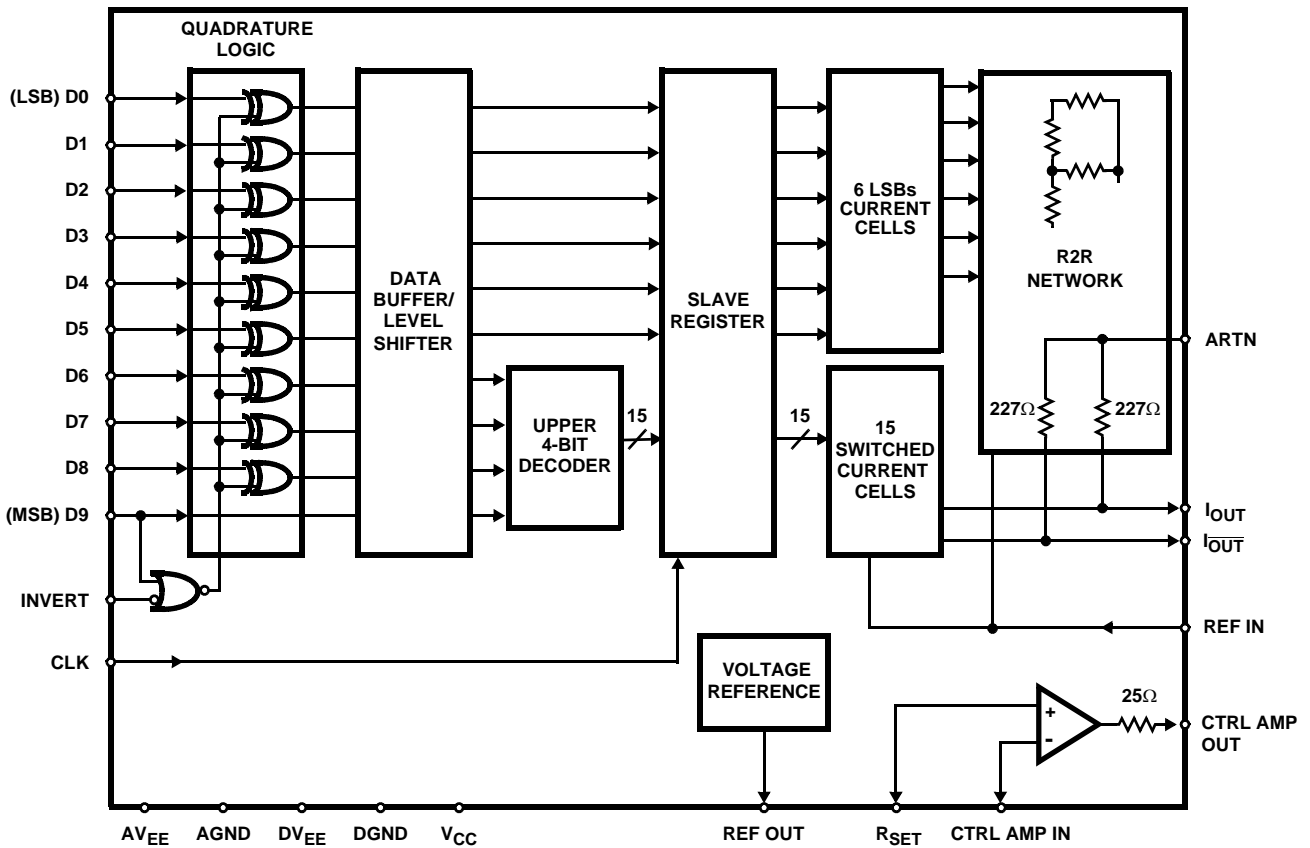 QUADRATURE
LOGIC
(LSB) D0
D1
D2
D3
D4
D5
D6
D7
D8
(MSB) D9
INVERT
CLK
DATA
BUFFER/
LEVEL
SHIFTER
UPPER
4-BIT
DECODER
15
SLAVE
REGISTER
15
6 LSBs
CURRENT
CELLS
15
SWITCHED
CURRENT
CELLS
R2R
NETWORK
227Ω
227Ω
ARTN
IOUT
I̅O̅U̅T̅
REF IN
VOLTAGE
REFERENCE
+
-
25Ω
CTRL AMP
OUT
AVEE
AGND
DVEE
DGND
VCC
REF OUT
RSET
CTRL AMP IN